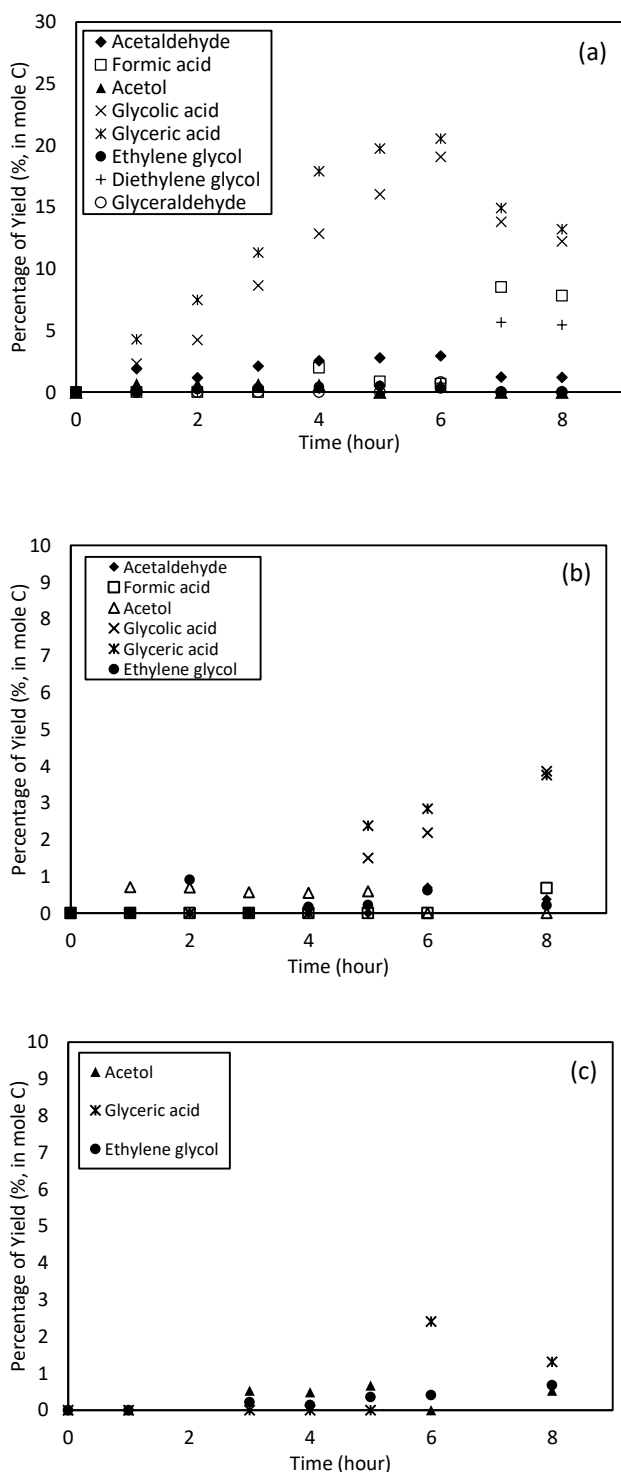 (a)
Acetaldehyde
Formic acid
Acetol
Glycolic acid
Glyceric acid
Ethylene glycol
Diethylene glycol
Glyceraldehyde
Percentage of Yield (%, in mole C)
30
25
20
15
10
5
0
0 2 4 6 8
Time (hour)
(b)
Acetaldehyde
Formic acid
Acetol
Glycolic acid
Glyceric acid
Ethylene glycol
Percentage of Yield (%, in mole C)
10
9
8
7
6
5
4
3
2
1
0
0 2 4 6 8
Time (hour)
(c)
Acetol
Glyceric acid
Ethylene glycol
Percentage of Yield (%, in mole C)
10
9
8
7
6
5
4
3
2
1
0
0 1 2 3 4 5 6 7 8
Time (hour)